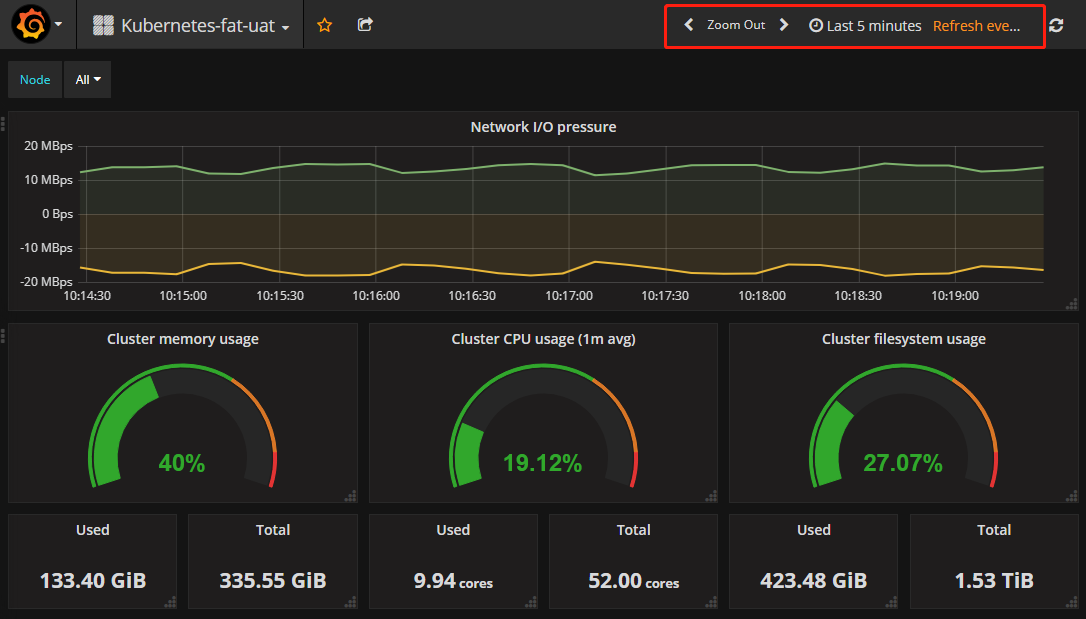 Kubernetes-fat-uat
Zoom Out
Last 5 minutes
Refresh eve...
Node
All
Network I/O pressure
20 MBps
10 MBps
0 Bps
-10 MBps
-20 MBps
10:14:30 10:15:00 10:15:30 10:16:00 10:16:30 10:17:00 10:17:30 10:18:00 10:18:30 10:19:00
Cluster memory usage
40%
Cluster CPU usage (1m avg)
19.12%
Cluster filesystem usage
27.07%
Used
133.40 GiB
Total
335.55 GiB
Used
9.94 cores
Total
52.00 cores
Used
423.48 GiB
Total
1.53 TiB